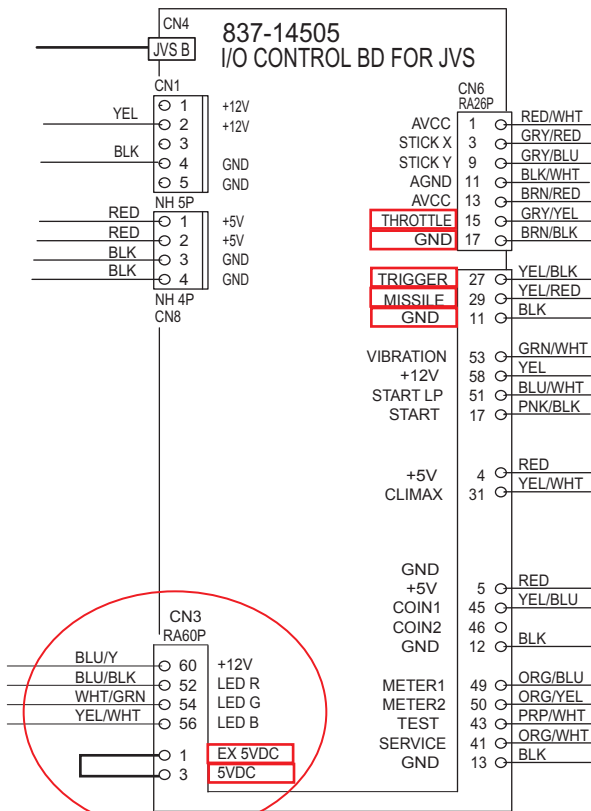 CN4
JVS B
837-14505
I/O CONTROL BD FOR JVS
CN1
1 +12V
YEL 2 +12V
3
BLK 4 GND
5 GND
NH 5P
RED 1 +5V
RED 2 +5V
BLK 3 GND
BLK 4 GND
NH 4P
CN8
CN6
RA26P
AVCC 1 RED/WHT
STICK X 3 GRY/RED
STICK Y 9 GRY/BLU
AGND 11 BLK/WHT
AVCC 13 BRN/RED
THROTTLE 15 GRY/YEL
GND 17 BRN/BLK
TRIGGER 27 YEL/BLK
MISSILE 29 YEL/RED
GND 11 BLK
VIBRATION 53 GRN/WHT
+12V 58 YEL
START LP 51 BLU/WHT
START 17 PNK/BLK
+5V 4 RED
CLIMAX 31 YEL/WHT
GND
+5V 5 RED
COIN1 45 YEL/BLU
COIN2 46
GND 12 BLK
METER1 49 ORG/BLU
METER2 50 ORG/YEL
TEST 43 PRP/WHT
SERVICE 41 ORG/WHT
GND 13 BLK
CN3
RA60P
BLU/Y 60 +12V
BLU/BLK 52 LED R
WHT/GRN 54 LED G
YEL/WHT 56 LED B
1 EX 5VDC
3 5VDC